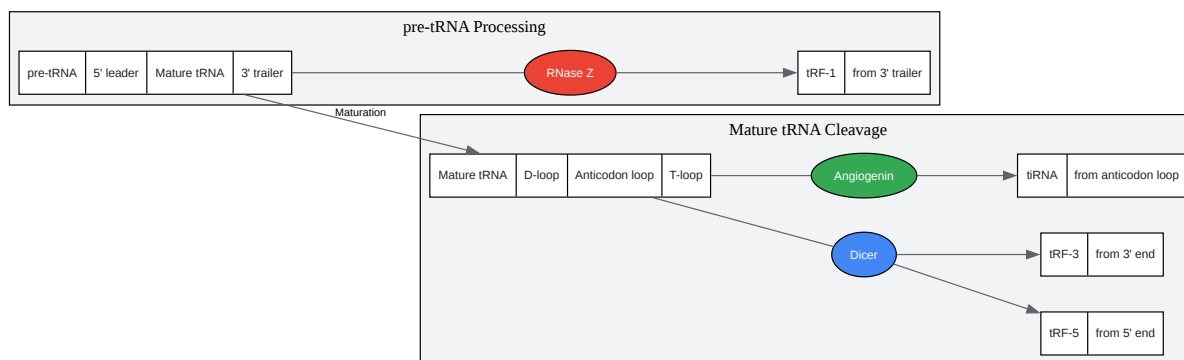 pre-tRNA Processing
pre-tRNA
5' leader
Mature tRNA
3' trailer
RNase Z
tRF-1
from 3' trailer
Maturation
Mature tRNA Cleavage
Mature tRNA
D-loop
Anticodon loop
T-loop
Angiogenin
tiRNA
from anticodon loop
Dicer
tRF-3
from 3' end
tRF-5
from 5' end